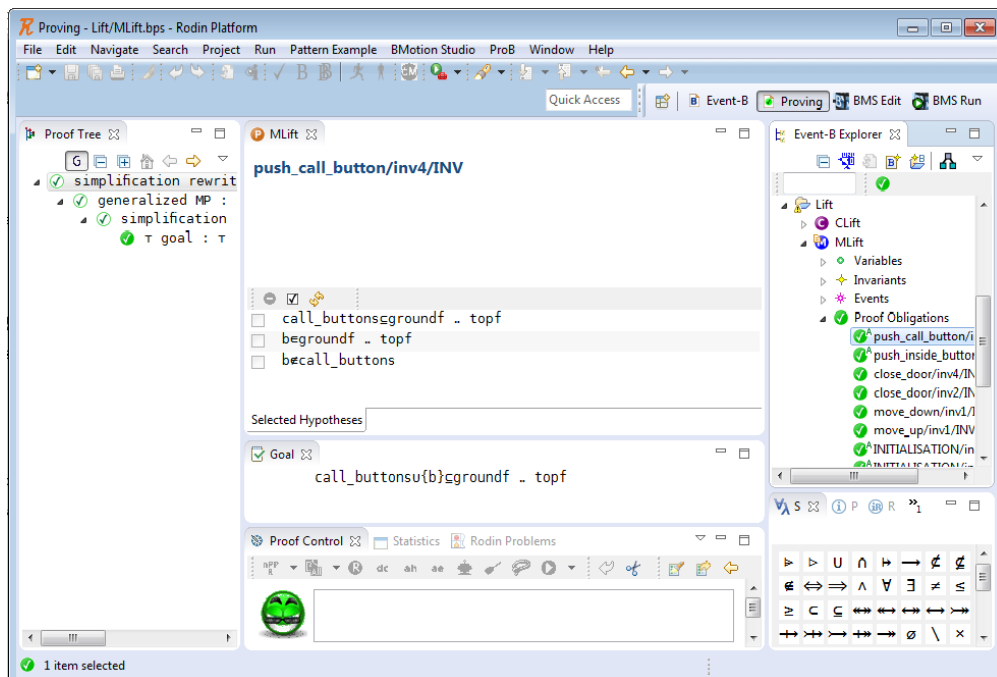 Proving - Lift/MLift.bps - Rodin Platform
File Edit Navigate Search Project Run Pattern Example BMotion Studio ProB Window Help
Quick Access
Event-B
Proving
BMS Edit
BMS Run
Proof Tree
simplification rewrit
generalized MP :
simplification
⊤ goal : ⊤
MLift
push_call_button/inv4/INV
call_buttons⊆groundf ‥ topf
b∈groundf ‥ topf
b∉call_buttons
Selected Hypotheses
Goal
call_buttons∪{b}⊆groundf ‥ topf
Proof Control
Statistics
Rodin Problems
dc ah ae
Event-B Explorer
Lift
CLift
MLift
Variables
Invariants
Events
Proof Obligations
push_call_button/i
push_inside_button
close_door/inv4/IN
close_door/inv2/IN
move_down/inv1/I
move_up/inv1/INV
INITIALISATION/in
S P R »1
⊳ ∪ ∩ ↦ → ⊄ ⊈
∉ ⇔ ⇒ ∧ ∀ ∃ ≠ ≤
≥ ⊂ ⊆ ↔
∅ \ ×
1 item selected